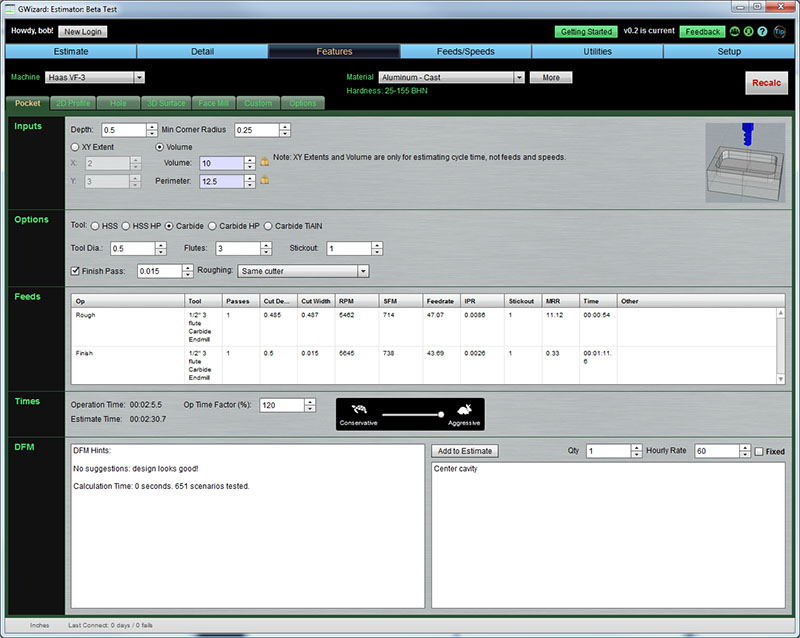 GWizard: Estimator: Beta Test
Howdy, bob! New Login Getting Started v0.2 is current Feedback ? Tip
Estimate Detail Features Feeds/Speeds Utilities Setup
Machine Haas VF-3 Material Aluminum - Cast More
Hardness: 25-155 BHN
Recalc
Pocket 2D Profile Hole 3D Surface Face Mill Custom Options
Inputs
Depth: 0.5 Min Corner Radius 0.25
XY Extent Volume
X: 2 Volume: 10 Note: XY Extents and Volume are only for estimating cycle time, not feeds and speeds.
Y: 3 Perimeter: 12.5
Options
Tool: HSS HSS HP Carbide Carbide HP Carbide TiAlN
Tool Dia.: 0.5 Flutes: 3 Stickout: 1
Finish Pass: 0.015 Roughing: Same cutter
Feeds
Op Tool Passes Cut De... Cut Width RPM SFM Feedrate IPR Stickout MRR Time Other
Rough 1/2" 3 1 0.485 0.487 5462 714 47.07 0.0086 1 11.12 00:00:54
flute
Carbide
Endmill
Finish 1/2" 3 1 0.5 0.015 5645 738 43.69 0.0026 1 0.33 00:01:11.
flute 6
Carbide
Endmill
Times
Operation Time: 00:02:5.5 Op Time Factor (%): 120
Estimate Time: 00:02:30.7
Conservative Aggressive
DFM
DFM Hints:
No suggestions: design looks good!
Calculation Time: 0 seconds. 651 scenarios tested.
Add to Estimate Qty 1 Hourly Rate 60 Fixed
Center cavity
Inches Last Connect: 0 days / 0 fails